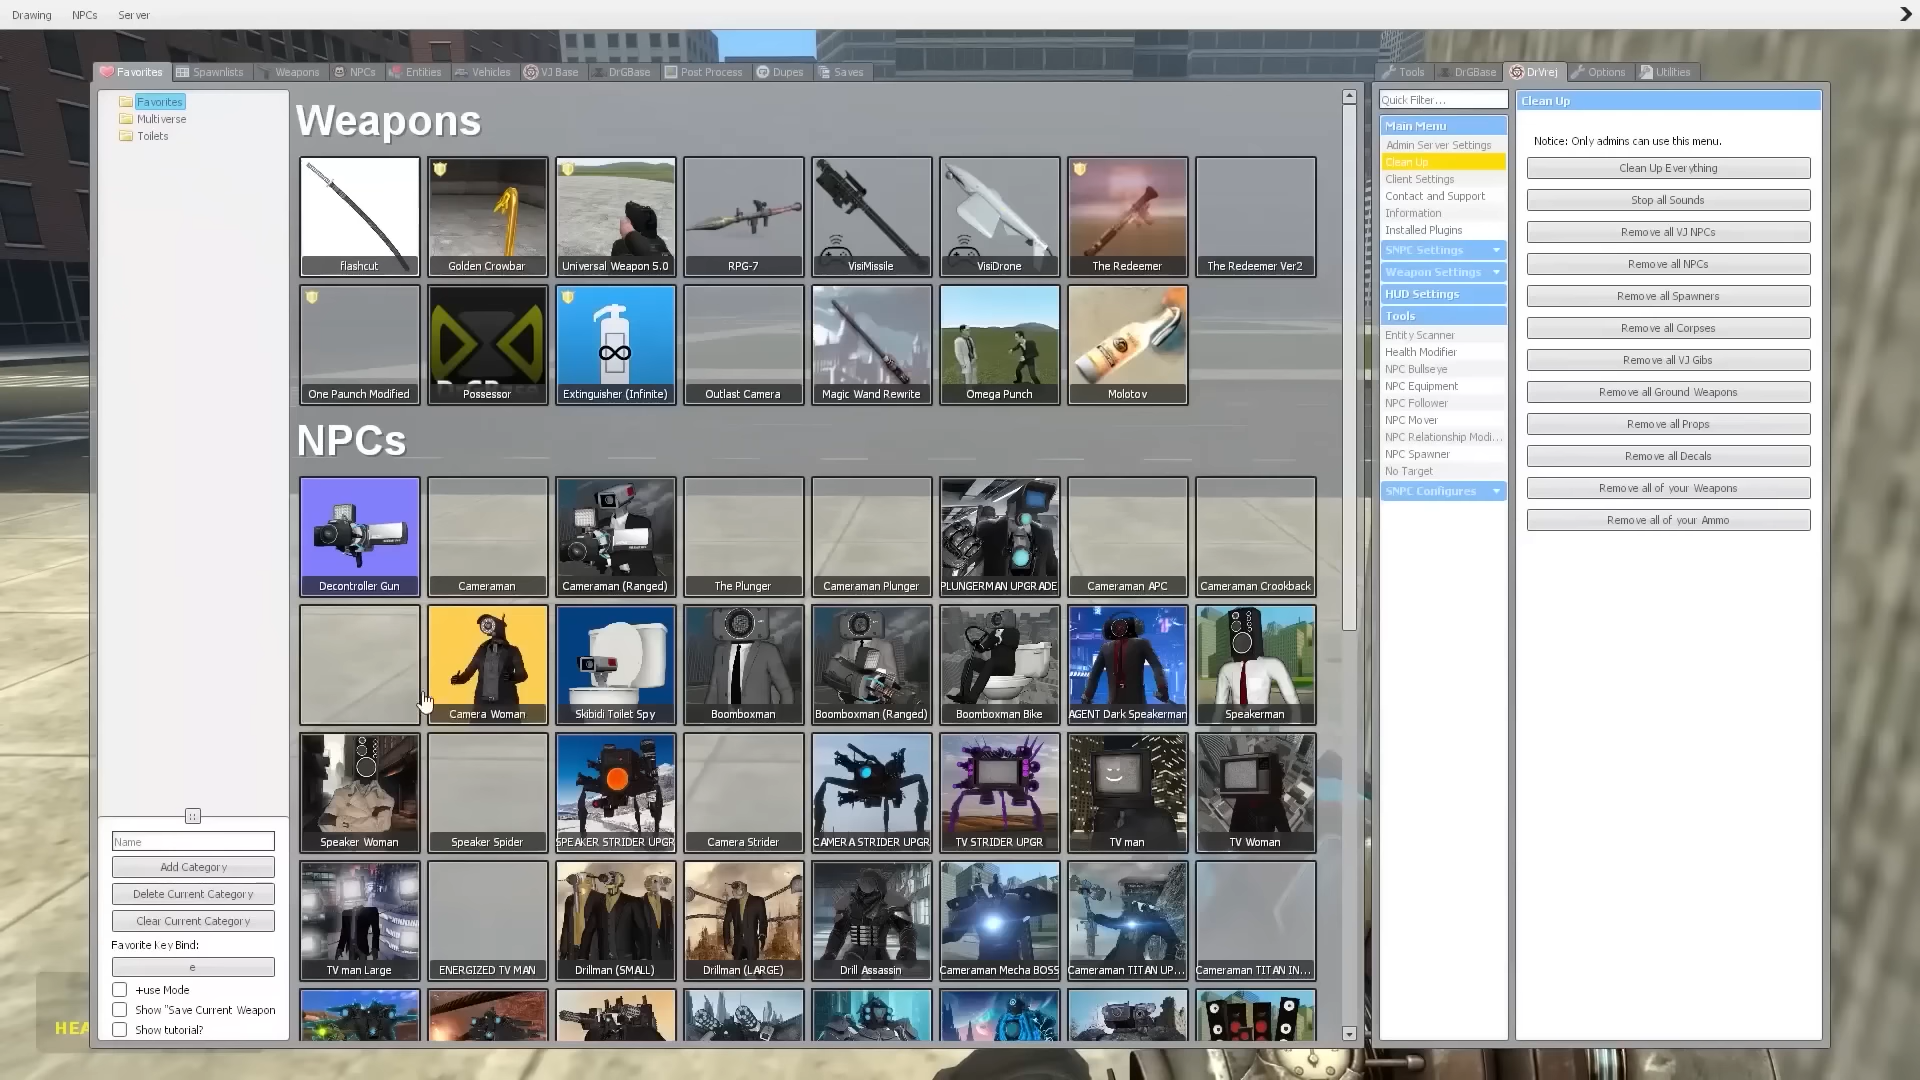 Drawing NPCs Server
Favorites Spawnlists Weapons NPCs Entities Vehicles VJ Base DrGBase Post Process Dupes Saves
Favorites
Multiverse
Toilets
Name
Add Category
Delete Current Category
Clear Current Category
Favorite Key Bind:
e
+use Mode
Show "Save Current Weapon
Show tutorial?
HEA
Weapons
flashcut Golden Crowbar Universal Weapon 5.0 RPG-7 VisiMissile VisiDrone The Redeemer The Redeemer Ver2
One Paunch Modified Possessor Extinguisher (Infinite) Outlast Camera Magic Wand Rewrite Omega Punch Molotov
NPCs
Decontroller Gun Cameraman Cameraman (Ranged) The Plunger Cameraman Plunger PLUNGERMAN UPGRADE Cameraman APC Cameraman Crookback
Camera Woman Skibidi Toilet Spy Boomboxman Boomboxman (Ranged) Boomboxman Bike AGENT Dark Speakerman Speakerman
Speaker Woman Speaker Spider SPEAKER STRIDER UPGR Camera Strider CAMERA STRIDER UPGR TV STRIDER UPGR TV man TV Woman
TV man Large ENERGIZED TV MAN Drillman (SMALL) Drillman (LARGE) Drill Assassin Cameraman Mecha BOSS Cameraman TITAN UP... Cameraman TITAN IN...
Tools DrGBase DrVrej Options Utilities
Quick Filter...
Main Menu
Admin Server Settings
Clean Up
Client Settings
Contact and Support
Information
Installed Plugins
SNPC Settings
Weapon Settings
HUD Settings
Tools
Entity Scanner
Health Modifier
NPC Bullseye
NPC Equipment
NPC Follower
NPC Mover
NPC Relationship Modi...
NPC Spawner
No Target
SNPC Configures
Clean Up
Notice: Only admins can use this menu.
Clean Up Everything
Stop all Sounds
Remove all VJ NPCs
Remove all NPCs
Remove all Spawners
Remove all Corpses
Remove all VJ Gibs
Remove all Ground Weapons
Remove all Props
Remove all Decals
Remove all of your Weapons
Remove all of your Ammo